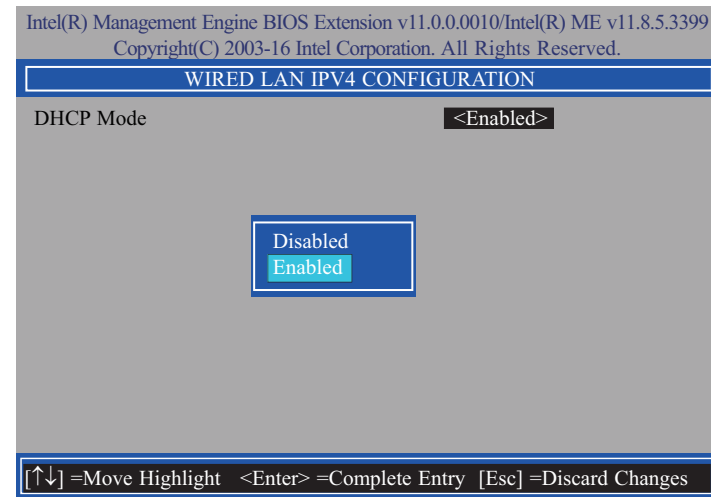 Intel(R) Management Engine BIOS Extension v11.0.0.0010/Intel(R) ME v11.8.5.3399
Copyright(C) 2003-16 Intel Corporation. All Rights Reserved.
WIRED LAN IPV4 CONFIGURATION
DHCP Mode <Enabled>
Disabled
Enabled
[↑↓] =Move Highlight <Enter> =Complete Entry [Esc] =Discard Changes